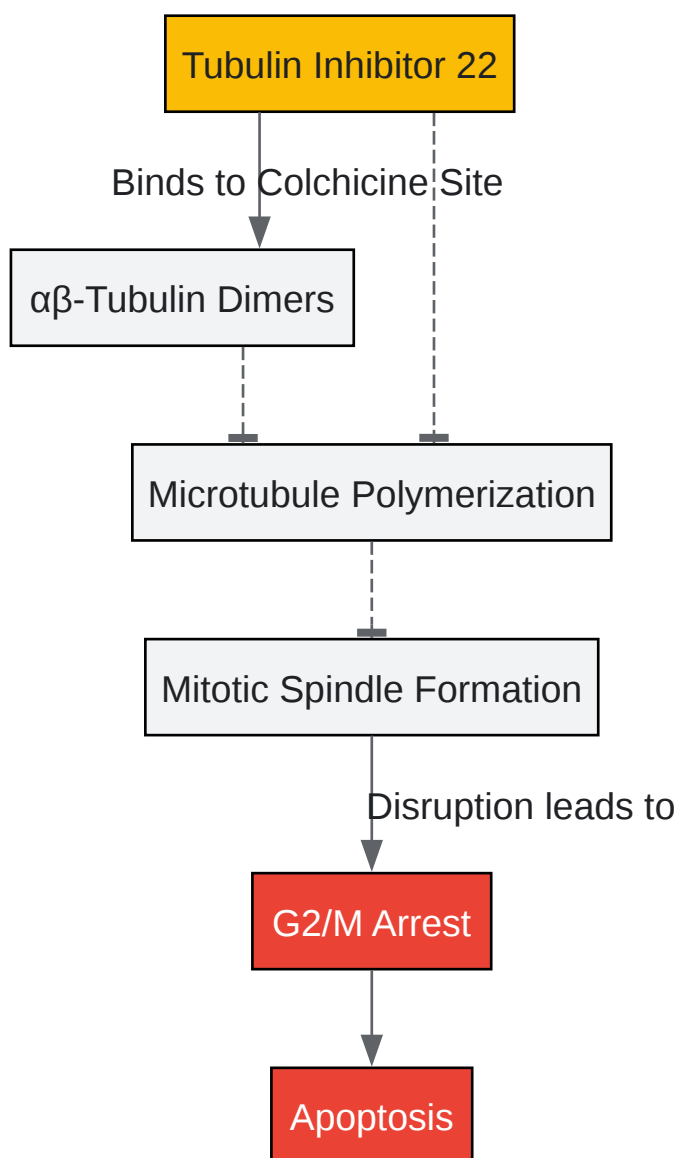 Tubulin Inhibitor 22
Binds to Colchicine Site
αβ-Tubulin Dimers
Microtubule Polymerization
Mitotic Spindle Formation
Disruption leads to
G2/M Arrest
Apoptosis